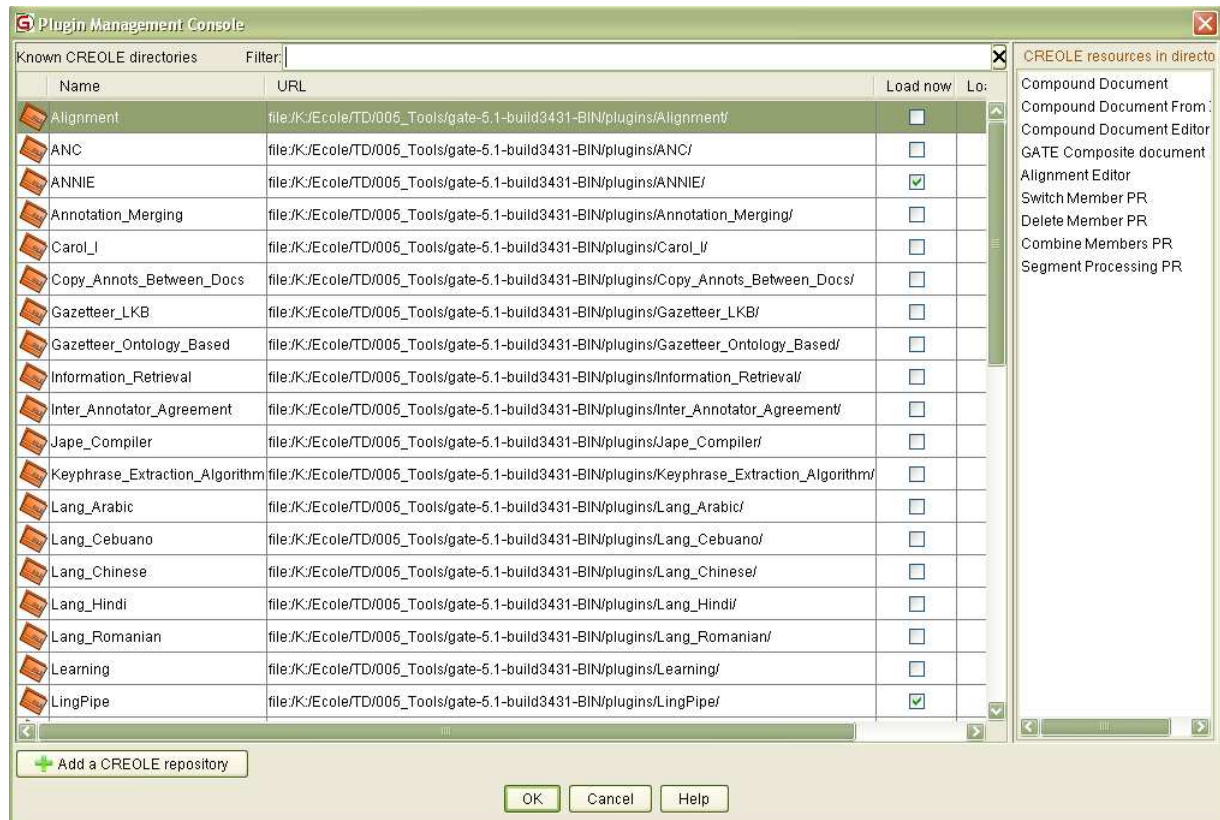 Plugin Management Console
Known CREOLE directories Filter:
CREOLE resources in directo
Name URL Load now Loa
Alignment file:/K:/Ecole/TD/005_Tools/gate-5.1-build3431-BIN/plugins/Alignment/
ANC file:/K:/Ecole/TD/005_Tools/gate-5.1-build3431-BIN/plugins/ANC/
ANNIE file:/K:/Ecole/TD/005_Tools/gate-5.1-build3431-BIN/plugins/ANNIE/
Annotation_Merging file:/K:/Ecole/TD/005_Tools/gate-5.1-build3431-BIN/plugins/Annotation_Merging/
Carol_I file:/K:/Ecole/TD/005_Tools/gate-5.1-build3431-BIN/plugins/Carol_I/
Copy_Annots_Between_Docs file:/K:/Ecole/TD/005_Tools/gate-5.1-build3431-BIN/plugins/Copy_Annots_Between_Docs/
Gazetteer_LKB file:/K:/Ecole/TD/005_Tools/gate-5.1-build3431-BIN/plugins/Gazetteer_LKB/
Gazetteer_Ontology_Based file:/K:/Ecole/TD/005_Tools/gate-5.1-build3431-BIN/plugins/Gazetteer_Ontology_Based/
Information_Retrieval file:/K:/Ecole/TD/005_Tools/gate-5.1-build3431-BIN/plugins/Information_Retrieval/
Inter_Annotator_Agreement file:/K:/Ecole/TD/005_Tools/gate-5.1-build3431-BIN/plugins/Inter_Annotator_Agreement/
Jape_Compiler file:/K:/Ecole/TD/005_Tools/gate-5.1-build3431-BIN/plugins/Jape_Compiler/
Keyphrase_Extraction_Algorithm file:/K:/Ecole/TD/005_Tools/gate-5.1-build3431-BIN/plugins/Keyphrase_Extraction_Algorithm/
Lang_Arabic file:/K:/Ecole/TD/005_Tools/gate-5.1-build3431-BIN/plugins/Lang_Arabic/
Lang_Cebuano file:/K:/Ecole/TD/005_Tools/gate-5.1-build3431-BIN/plugins/Lang_Cebuano/
Lang_Chinese file:/K:/Ecole/TD/005_Tools/gate-5.1-build3431-BIN/plugins/Lang_Chinese/
Lang_Hindi file:/K:/Ecole/TD/005_Tools/gate-5.1-build3431-BIN/plugins/Lang_Hindi/
Lang_Romanian file:/K:/Ecole/TD/005_Tools/gate-5.1-build3431-BIN/plugins/Lang_Romanian/
Learning file:/K:/Ecole/TD/005_Tools/gate-5.1-build3431-BIN/plugins/Learning/
LingPipe file:/K:/Ecole/TD/005_Tools/gate-5.1-build3431-BIN/plugins/LingPipe/
Compound Document
Compound Document From
Compound Document Editor
GATE Composite document
Alignment Editor
Switch Member PR
Delete Member PR
Combine Members PR
Segment Processing PR
Add a CREOLE repository
OK Cancel Help